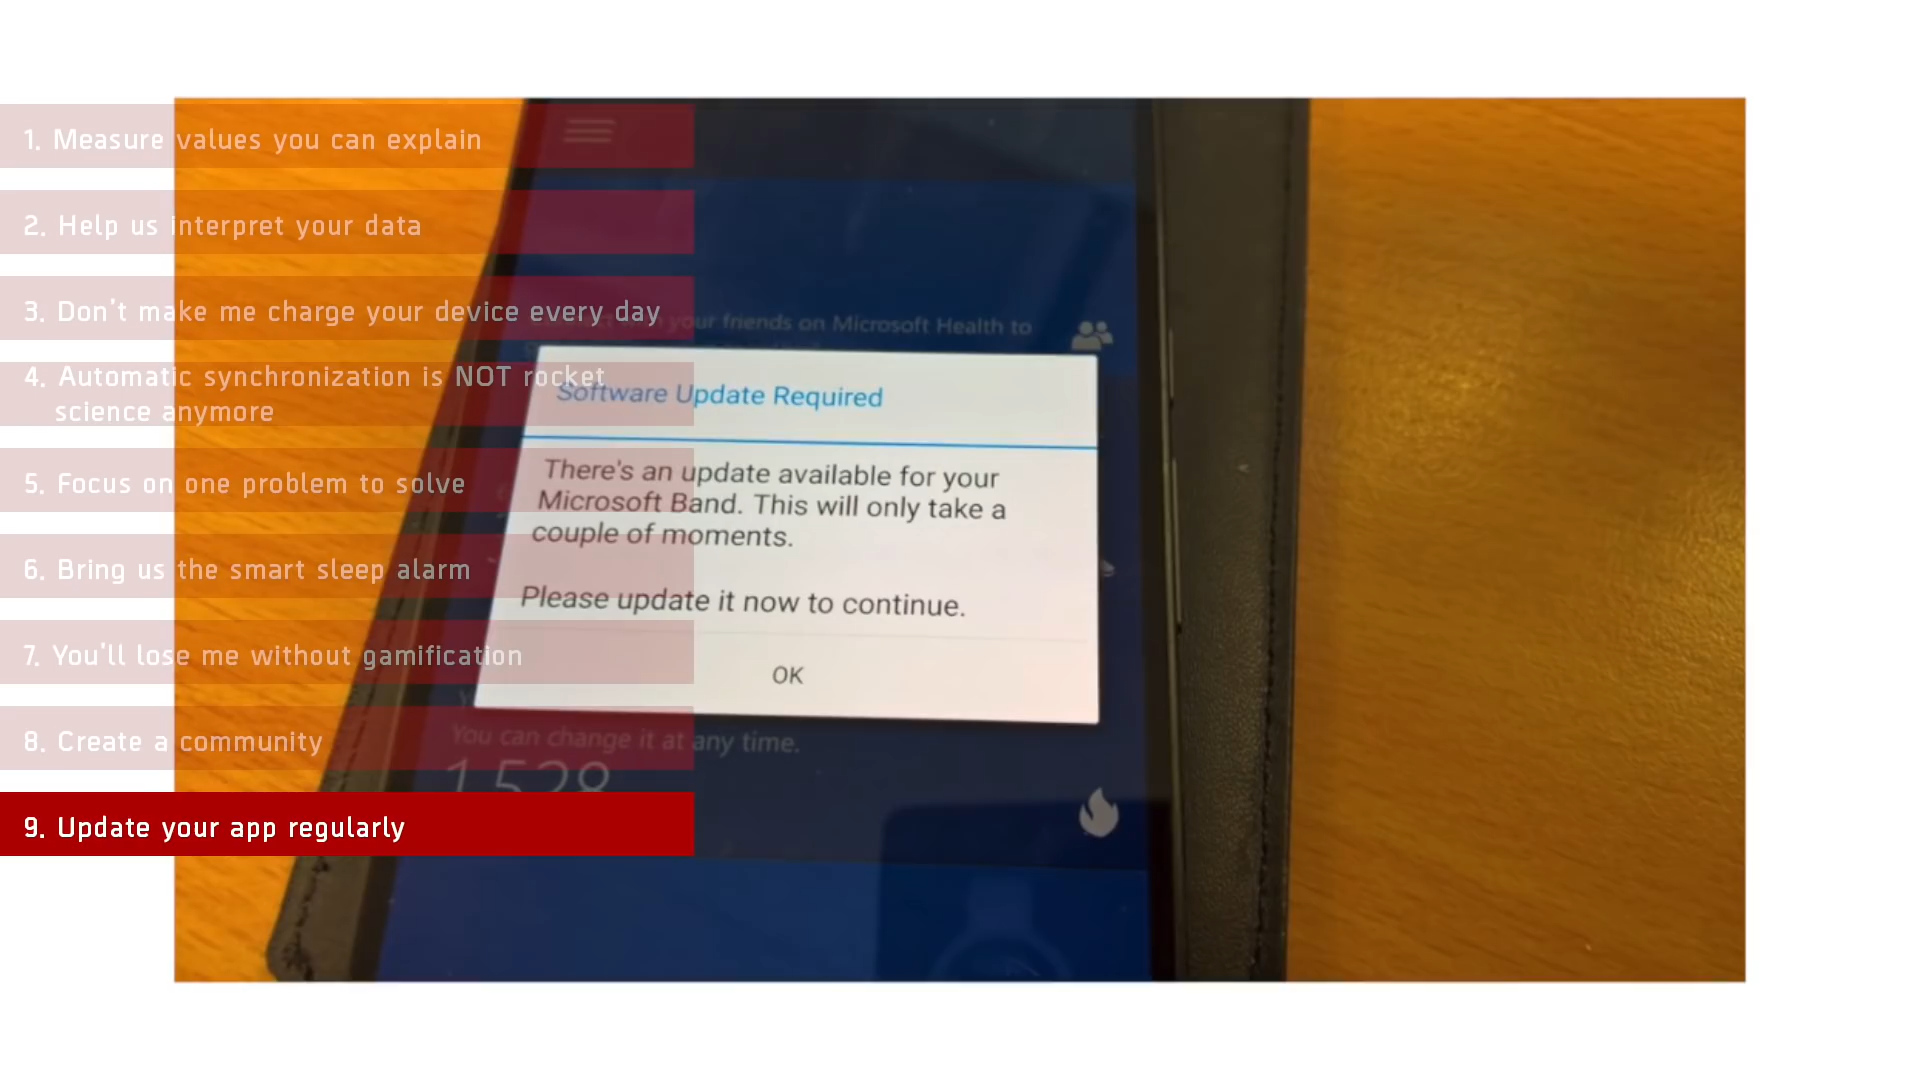 1. Measure values you can explain
2. Help us interpret your data
3. Don't make me charge your device every day
4. Automatic synchronization is NOT rocket
science anymore
5. Focus on one problem to solve
6. Bring us the smart sleep alarm
7. You'll lose me without gamification
8. Create a community
9. Update your app regularly
your friends on Microsoft Health to
Software Update Required
There's an update available for your
Microsoft Band. This will only take a
couple of moments.
Please update it now to continue.
OK
You can change it at any time.
1,528